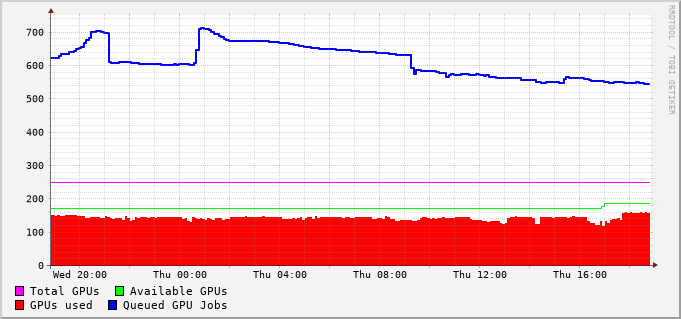 RRDTOOL / TOBI OETIKER
700
600
500
400
300
200
100
0
Wed 20:00 Thu 00:00 Thu 04:00 Thu 08:00 Thu 12:00 Thu 16:00
Total GPUs Available GPUs
GPUs used Queued GPU Jobs